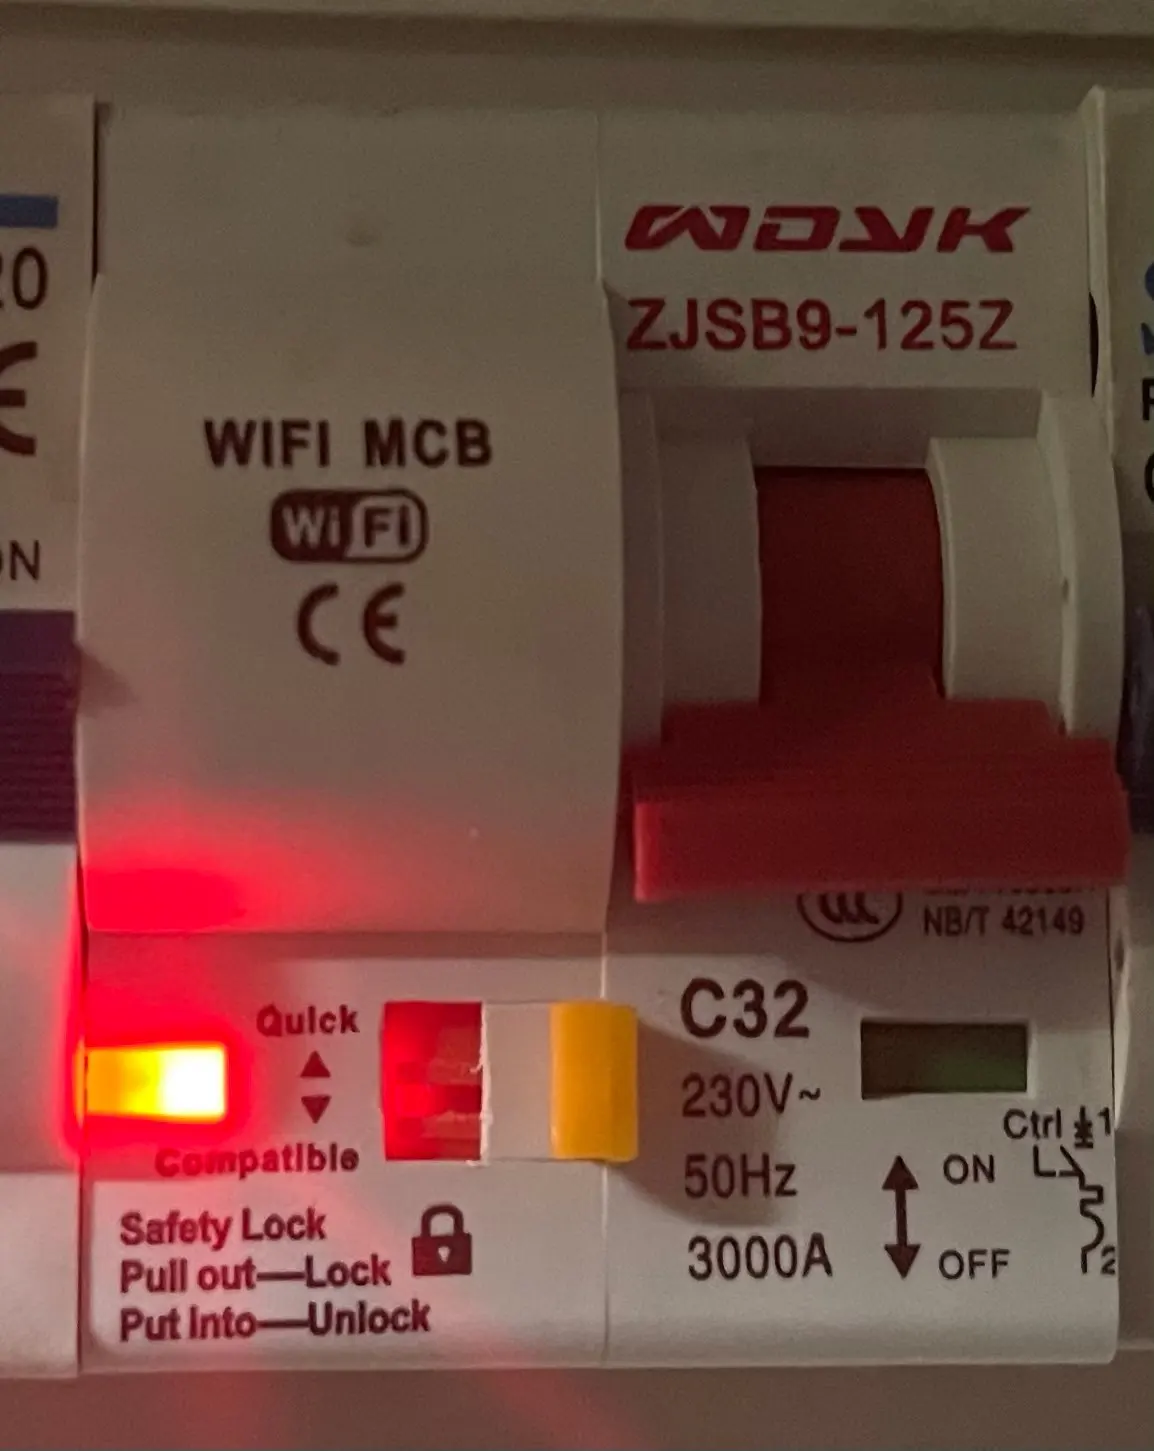 20
CE
ON
WIFI MCB
WiFi
CE
WDYK
ZJSB9-125Z
NB/T 42149
Quick
Compatible
Safety Lock
Pull out—Lock
Put into—Unlock
C32
230V~
50Hz
3000A
ON
OFF
Ctrl
1
2